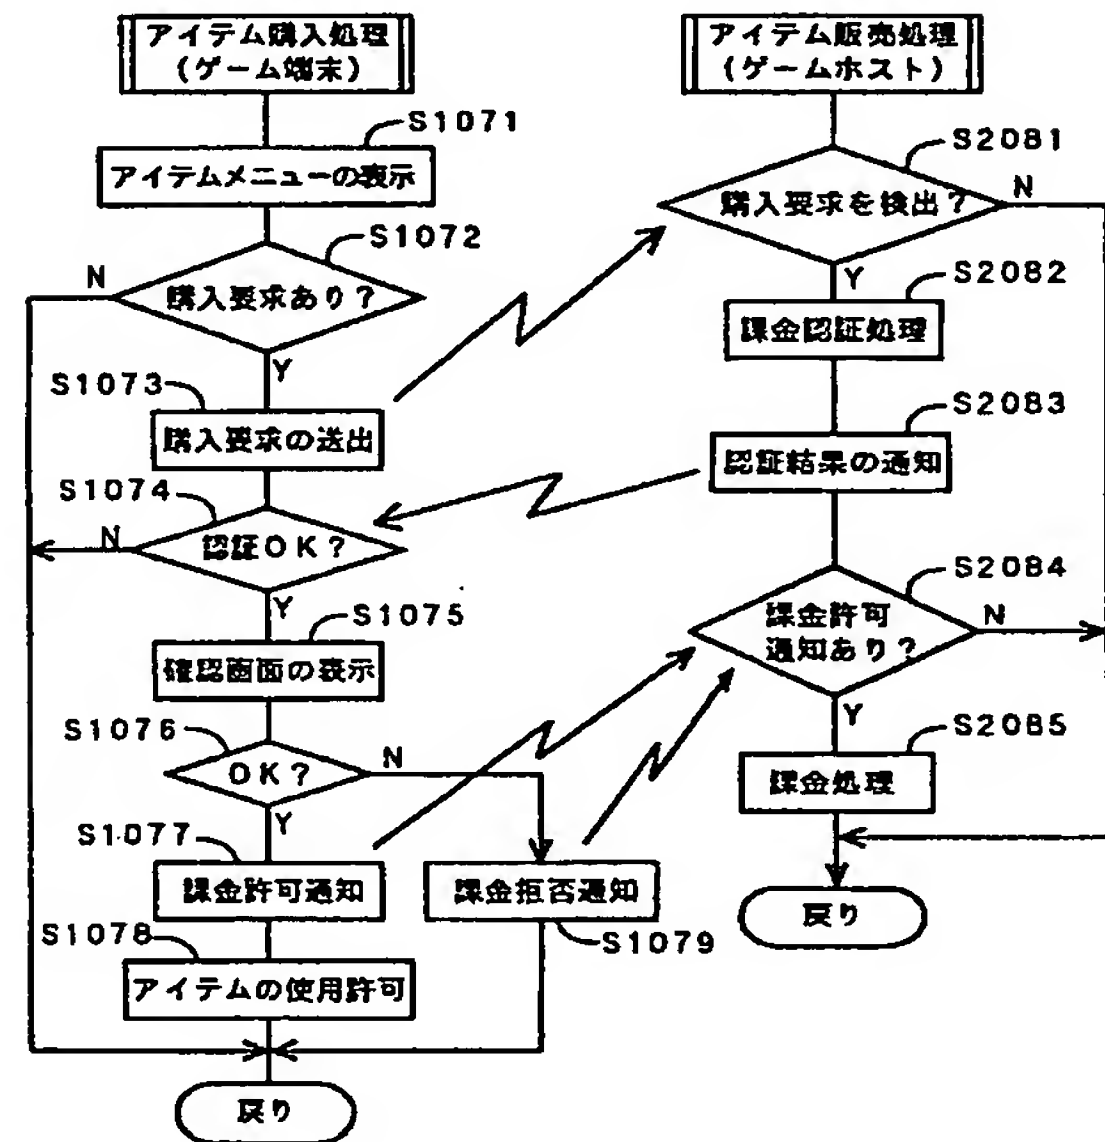 アイテム購入処理
(ゲーム端末)
S1071
アイテムメニューの表示
S1072
購入要求あり?
N
Y
S1073
購入要求の送出
S1074
認証OK?
N
Y
S1075
確認画面の表示
S1076
OK?
N
Y
S1077
課金許可通知
課金拒否通知
S1079
S1078
アイテムの使用許可
戻り
アイテム販売処理
(ゲームホスト)
S2081
購入要求を検出?
N
Y
S2082
課金認証処理
S2083
認証結果の通知
S2084
課金許可
通知あり?
N
Y
S2085
課金処理
戻り